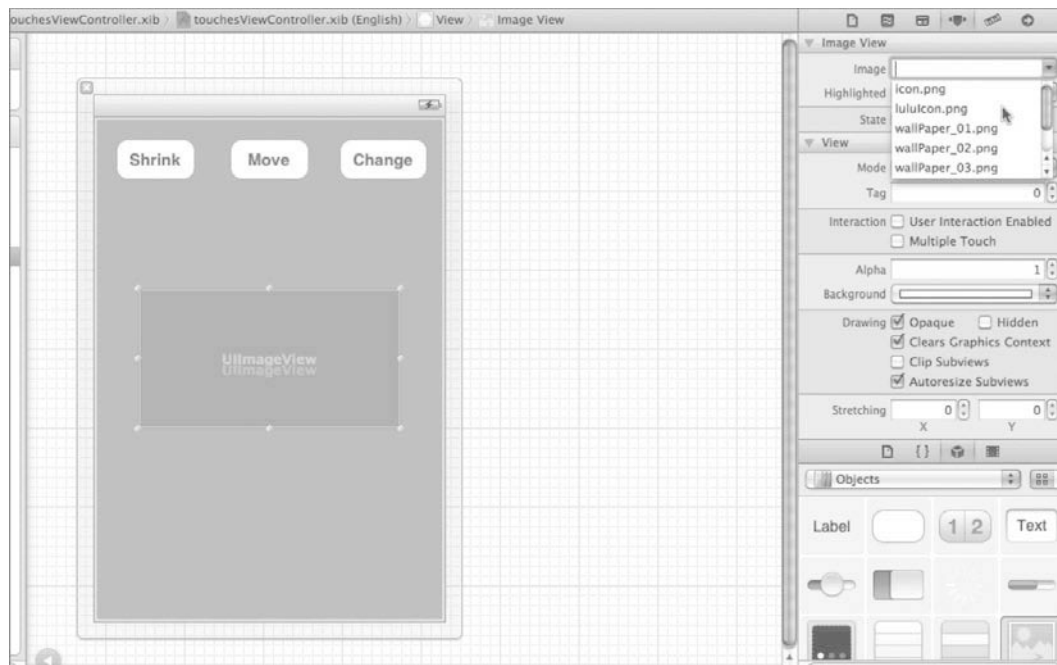 ouchesViewController.xib
touchesViewController.xib (English)
View
Image View
Shrink
Move
Change
UIImageView
UIImageView
Image View
Image
icon.png
luluIcon.png
wallPaper_01.png
wallPaper_02.png
wallPaper_03.png
Highlighted
State
View
Mode
Tag
0
Interaction
User Interaction Enabled
Multiple Touch
Alpha
1
Background
Drawing
Opaque
Hidden
Clears Graphics Context
Clip Subviews
Autoresize Subviews
Stretching
0
0
X
Y
{}
Objects
Label
1 2
Text